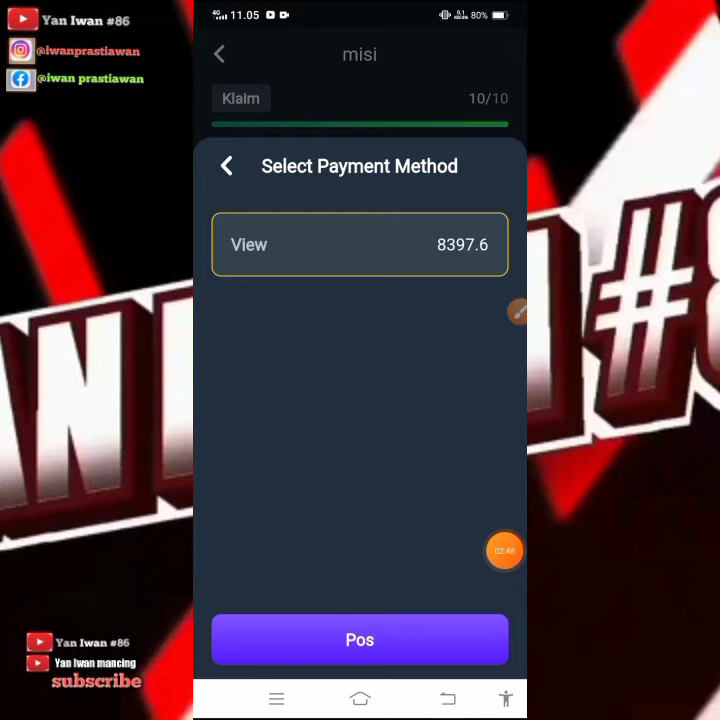 Yan Iwan #86
@iwanprastiawan
@iwan prastiawan
4G 11.05 80%
misi
Klaim 10/10
Select Payment Method
View 8397.6
02:48
Pos
Yan Iwan #86
Yan Iwan mancing
subscribe